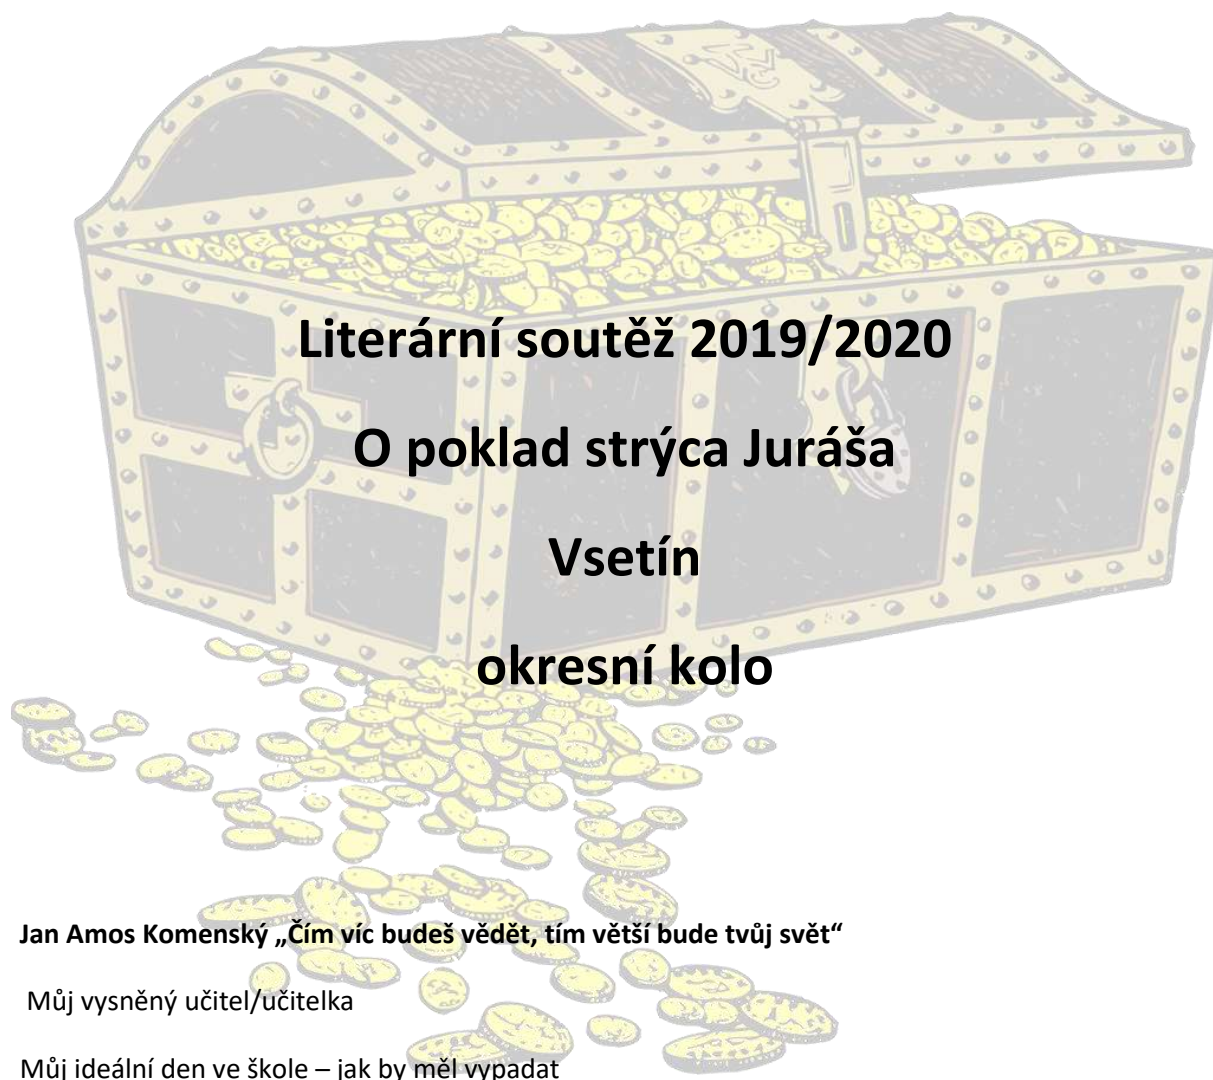 Literární soutěž 2019/2020
O poklad strýca Juráša
Vsetín
okresní kolo
Jan Amos Komenský „Čím víc budeš vědět, tím větší bude tvůj svět“
Můj vysněný učitel/učitelka
Můj ideální den ve škole – jak by měl vypadat